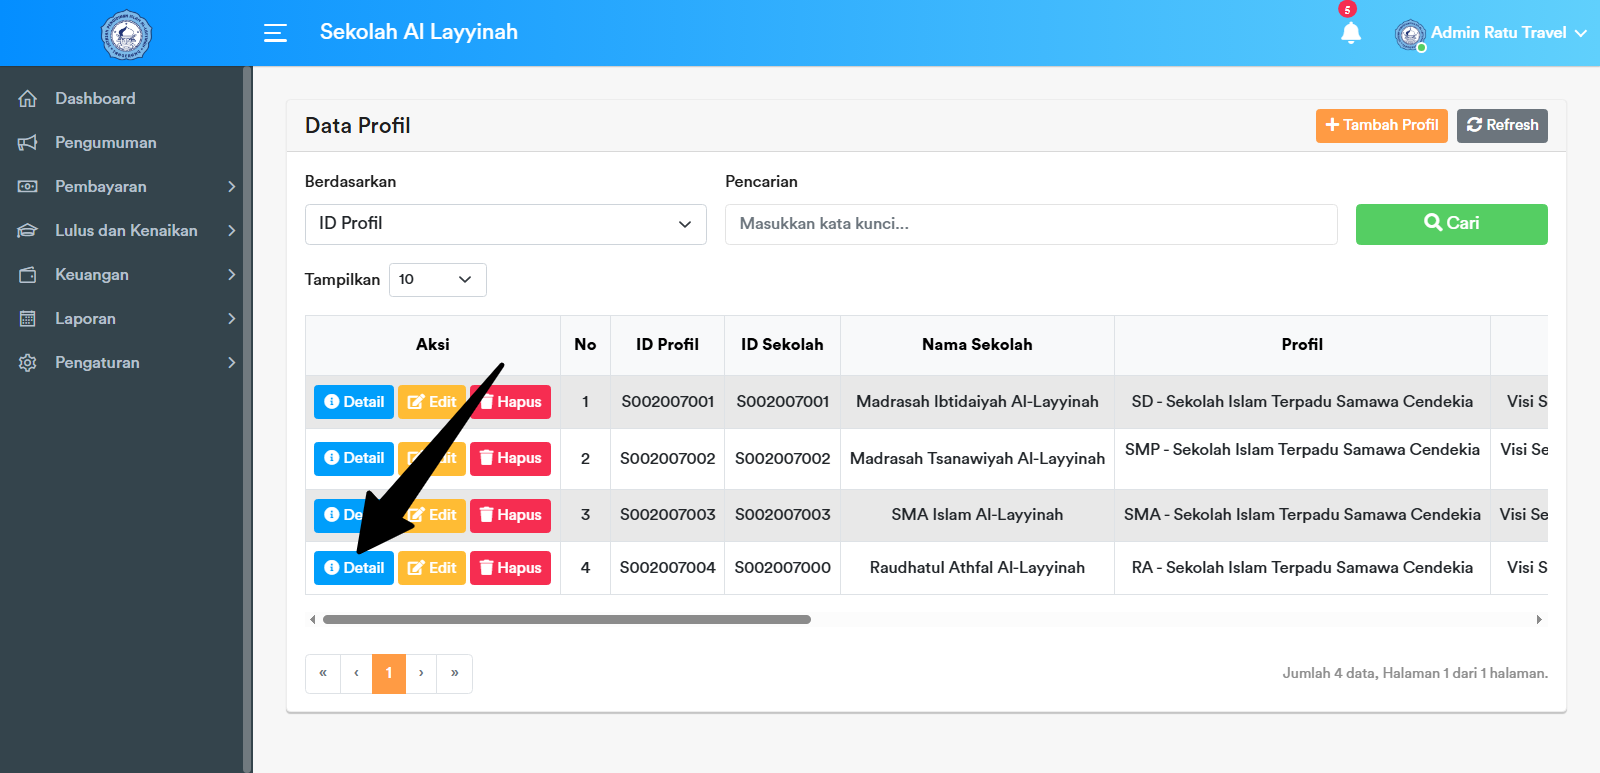 Sekolah Al Layyinah
5
Admin Ratu Travel
Dashboard
Pengumuman
Pembayaran
Lulus dan Kenaikan
Keuangan
Laporan
Pengaturan
Data Profil
Tambah Profil
Refresh
Berdasarkan
Pencarian
ID Profil
Masukkan kata kunci...
Cari
Tampilkan 10
Aksi No ID Profil ID Sekolah Nama Sekolah Profil
Detail Edit Hapus 1 S002007001 S002007001 Madrasah Ibtidaiyah Al-Layyinah SD - Sekolah Islam Terpadu Samawa Cendekia Visi S
Detail Hapus 2 S002007002 S002007002 Madrasah Tsanawiyah Al-Layyinah SMP - Sekolah Islam Terpadu Samawa Cendekia Visi Se
Edit Hapus 3 S002007003 S002007003 SMA Islam Al-Layyinah SMA - Sekolah Islam Terpadu Samawa Cendekia Visi Se
Detail Edit Hapus 4 S002007004 S002007000 Raudhatul Athfal Al-Layyinah RA - Sekolah Islam Terpadu Samawa Cendekia Visi S
« ‹ 1 › »
Jumlah 4 data, Halaman 1 dari 1 halaman.